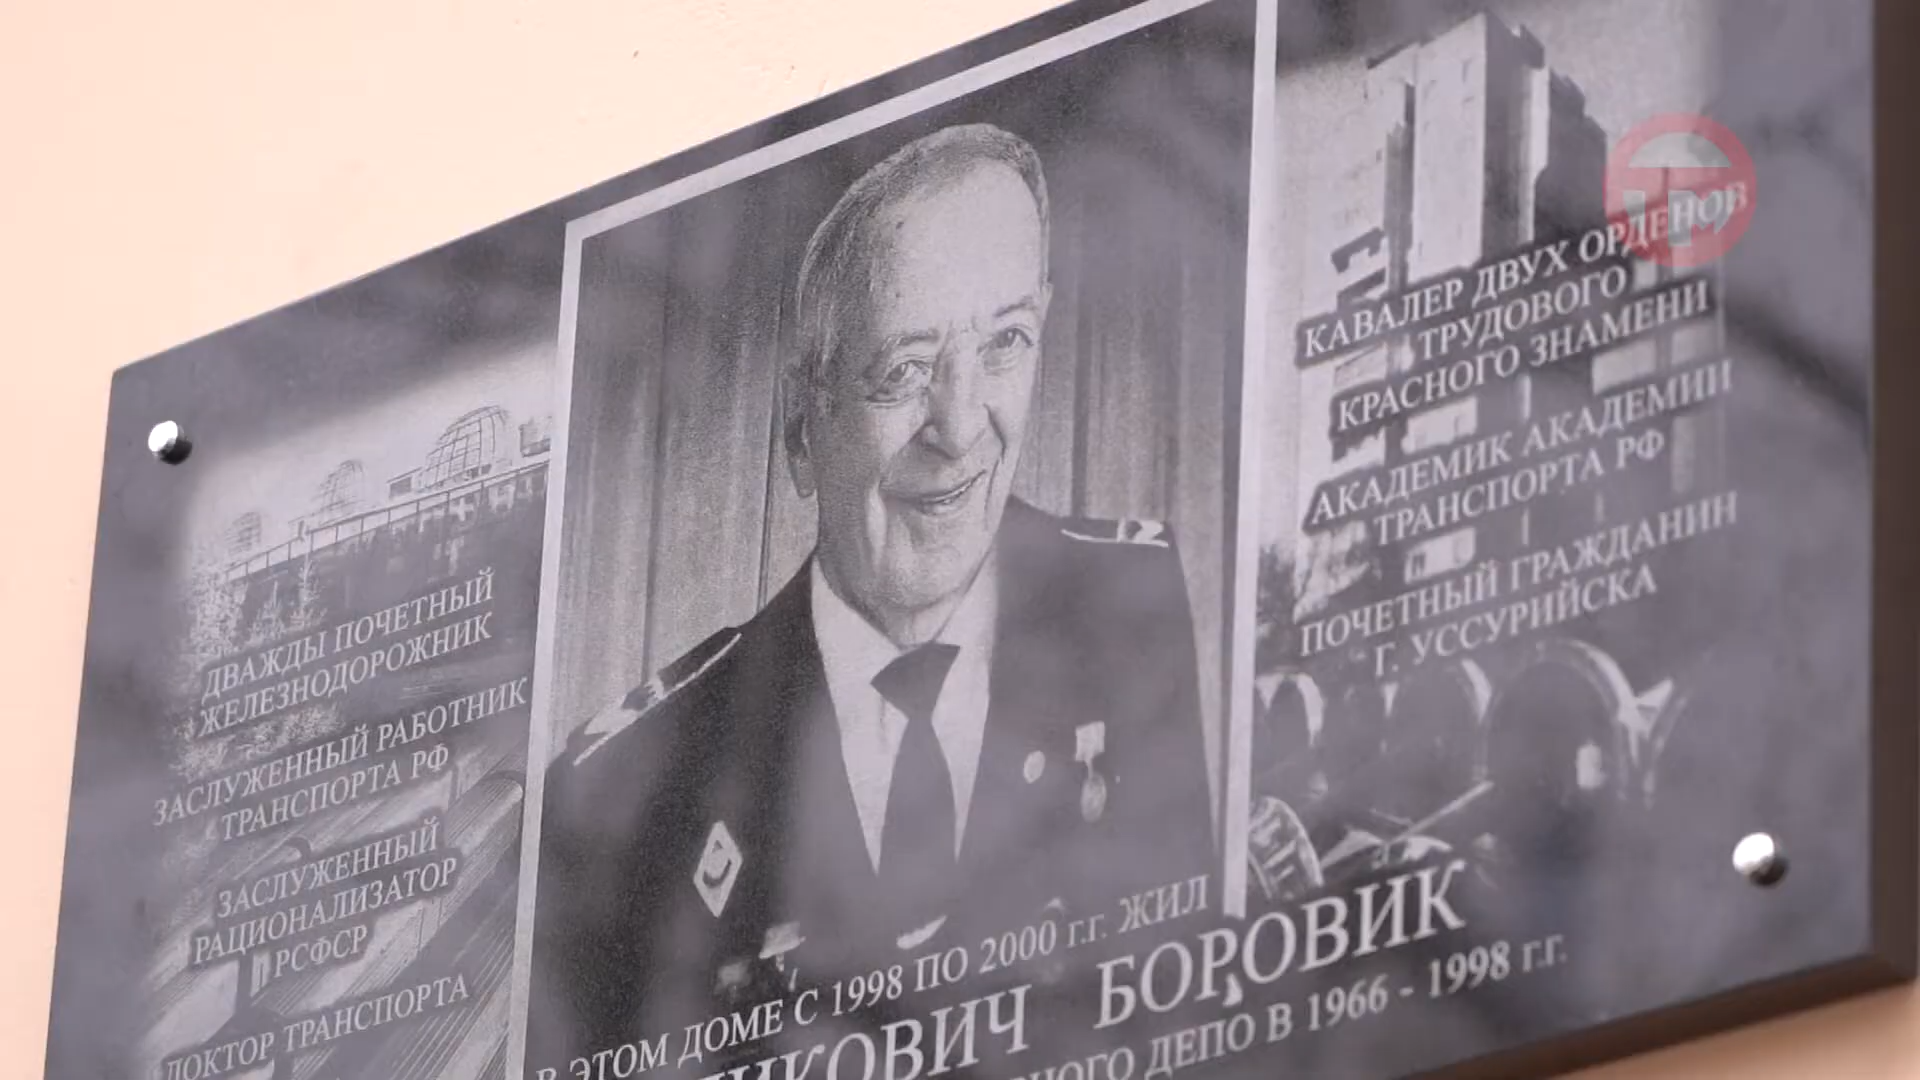 ДВАЖДЫ ПОЧЕТНЫЙ
ЖЕЛЕЗНОДОРОЖНИК
ЗАСЛУЖЕННЫЙ РАБОТНИК
ТРАНСПОРТА РФ
ЗАСЛУЖЕННЫЙ
РАЦИОНАЛИЗАТОР
РСФСР
ДОКТОР ТРАНСПОРТА
КАВАЛЕР ДВУХ ОРДЕНОВ
ТРУДОВОГО
КРАСНОГО ЗНАМЕНИ
АКАДЕМИК АКАДЕМИИ
ТРАНСПОРТА РФ
ПОЧЕТНЫЙ ГРАЖДАНИН
Г. УССУРИЙСКА
В ЭТОМ ДОМЕ С 1998 ПО 2000 г.г. ЖИЛ
БОРОВИК
ДЕПО В 1966 - 1998 г.г.